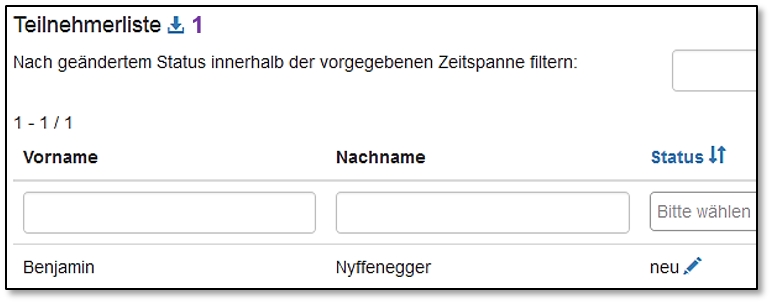 Teilnehmerliste 1
Nach geändertem Status innerhalb der vorgegebenen Zeitspanne filtern:
1 - 1 / 1
Vorname Nachname Status
Bitte wählen
Benjamin Nyffenegger neu